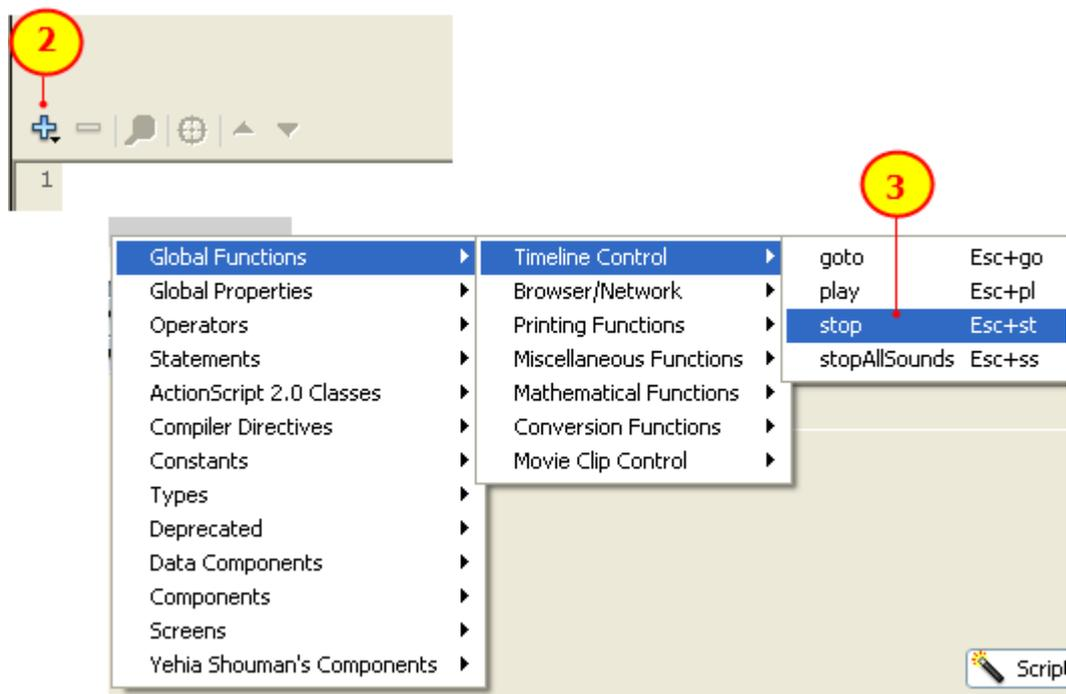 2
1
3
Global Functions
Global Properties
Operators
Statements
ActionScript 2.0 Classes
Compiler Directives
Constants
Types
Deprecated
Data Components
Components
Screens
Yehia Shouman's Components
Timeline Control
Browser/Network
Printing Functions
Miscellaneous Functions
Mathematical Functions
Conversion Functions
Movie Clip Control
goto Esc+go
play Esc+pl
stop Esc+st
stopAllSounds Esc+ss
Script